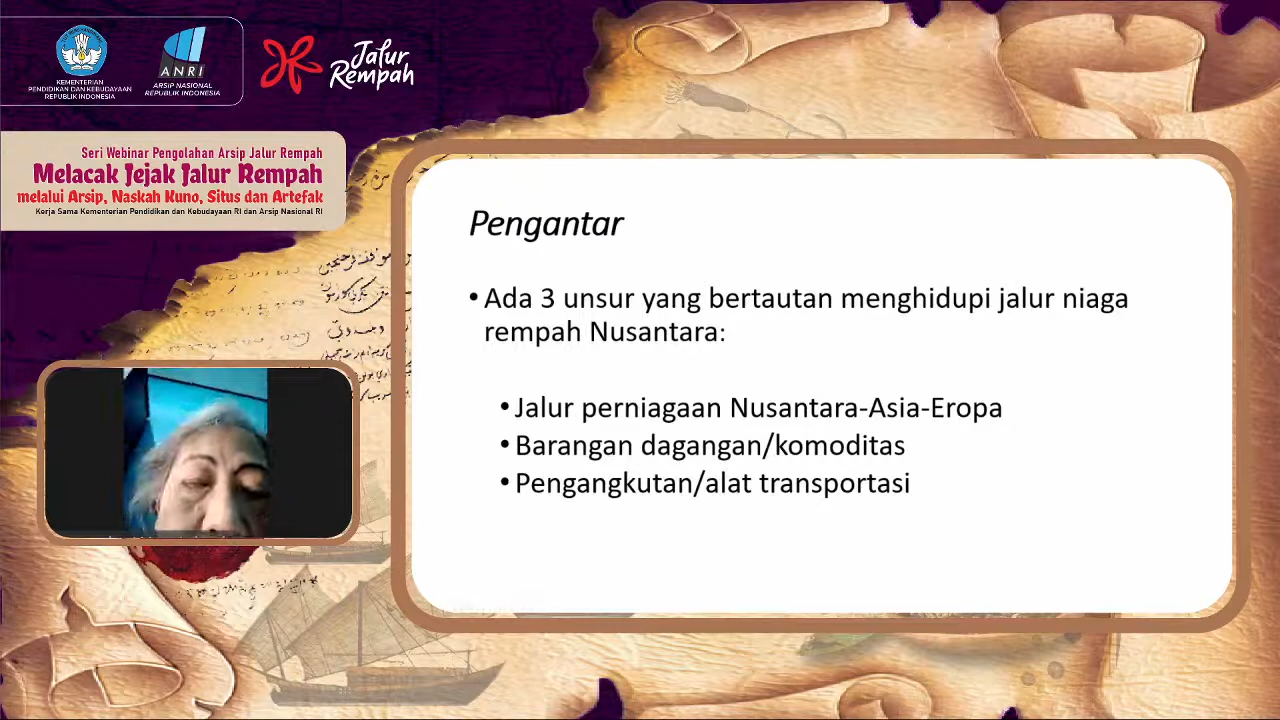 KEMENTERIAN
PENDIDIKAN DAN KEBUDAYAAN
REPUBLIK INDONESIA
ANRI
ARSIP NASIONAL
REPUBLIK INDONESIA
Jalur
Rempah
Seri Webinar Pengolahan Arsip Jalur Rempah
Melacak Jejak Jalur Rempah
melalui Arsip, Naskah Kuno, Situs dan Artefak
Kerja Sama Kementerian Pendidikan dan Kebudayaan RI dan Arsip Nasional RI
Pengantar
• Ada 3 unsur yang bertautan menghidupi jalur niaga
rempah Nusantara:
• Jalur perniagaan Nusantara-Asia-Eropa
• Barangan dagangan/komoditas
• Pengangkutan/alat transportasi